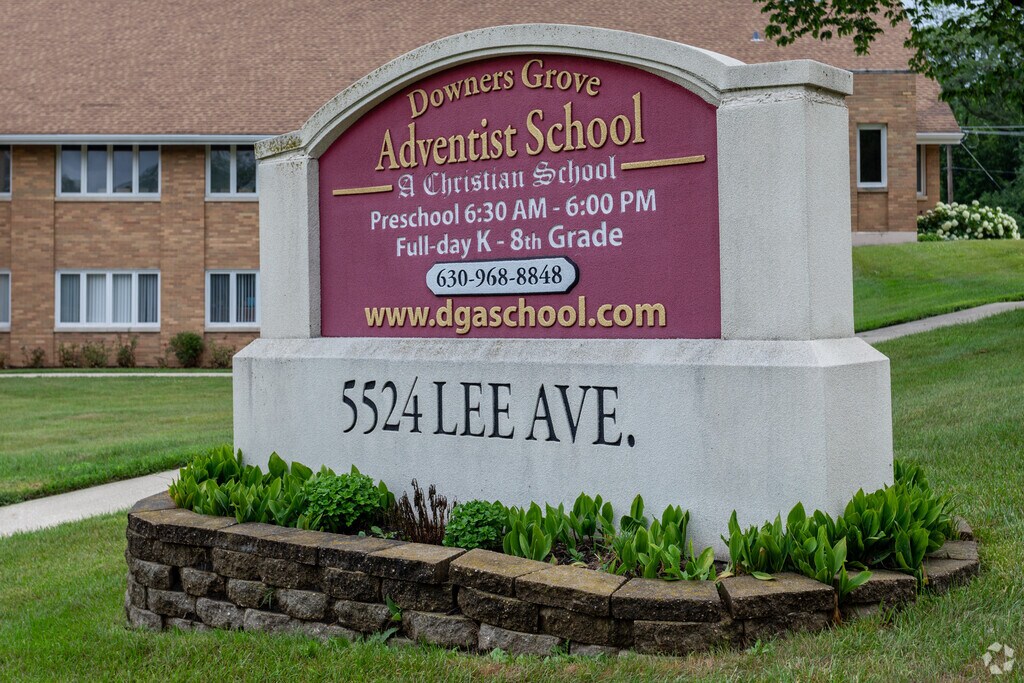 Downers Grove
Adventist School
A Christian School
Preschool 6:30 AM - 6:00 PM
Full-day K - 8th Grade
630-968-8848
www.dgaschool.com
5524 LEE AVE.